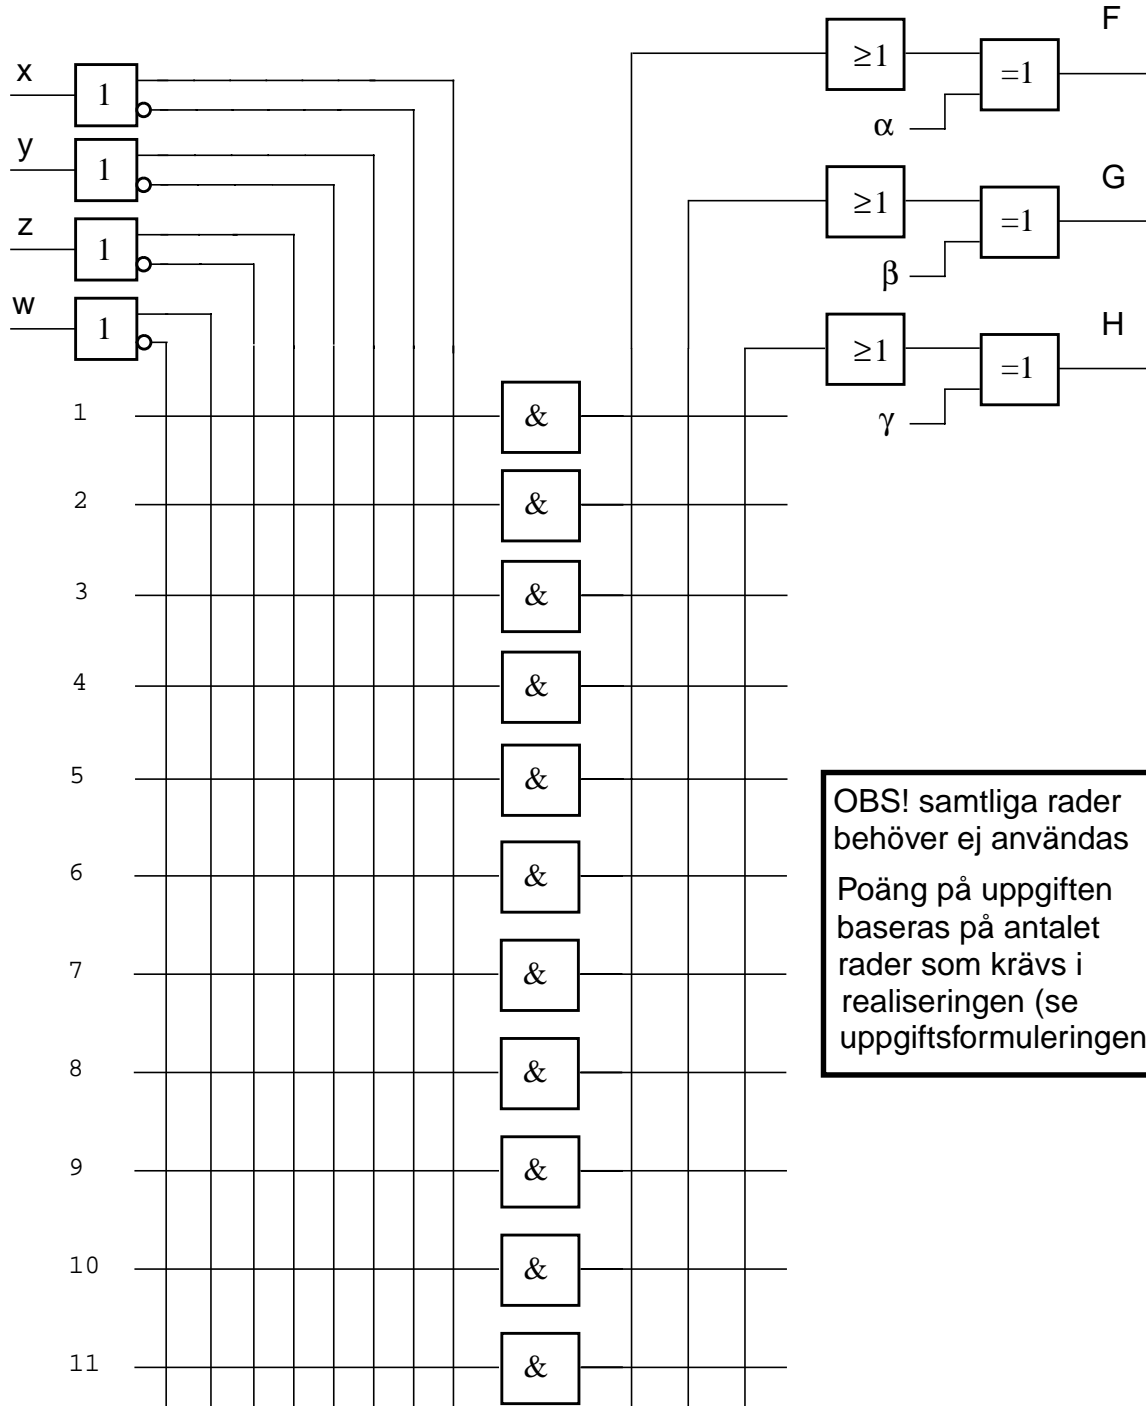 F
≥1
=1
x
1
α
y
1
G
≥1
=1
z
1
β
w
1
H
≥1
=1
γ
1
&
2
&
3
&
4
&
5
&
OBS! samtliga rader
behöver ej användas
Poäng på uppgiften
baseras på antalet
rader som krävs i
realiseringen (se
uppgiftsformuleringen
6
&
7
&
8
&
9
&
10
&
11
&